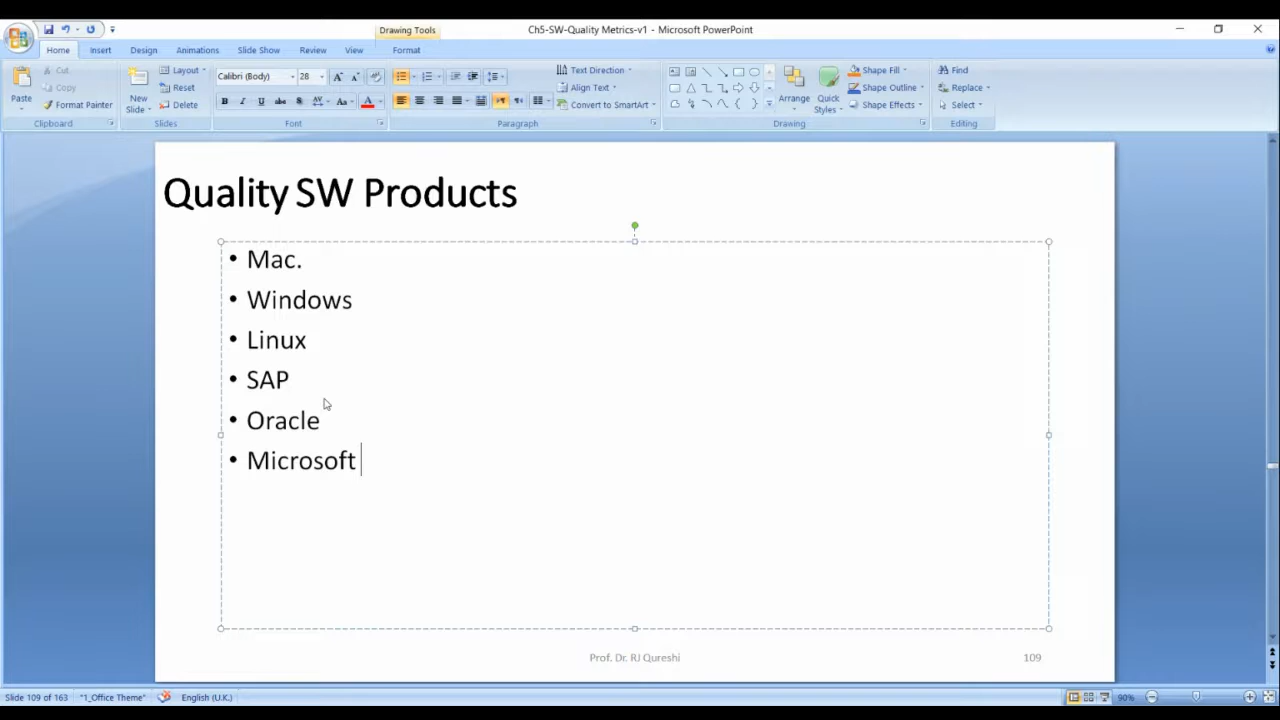 Drawing Tools
Ch5-SW-Quality Metrics-v1 - Microsoft PowerPoint
Home Insert Design Animations Slide Show Review View Format
Paste
Cut
Copy
Format Painter
Clipboard
New
Slide
Layout
Reset
Delete
Slides
Calibri (Body) 28
B I U abc S AV Aa A
Font
Text Direction
Align Text
Convert to SmartArt
Paragraph
Arrange
Quick
Styles
Shape Fill
Shape Outline
Shape Effects
Drawing
Find
Replace
Select
Editing
Quality SW Products
• Mac.
• Windows
• Linux
• SAP
• Oracle
• Microsoft
Prof. Dr. RJ Qureshi
109
Slide 109 of 163 "1_Office Theme" English (U.K.) 90%